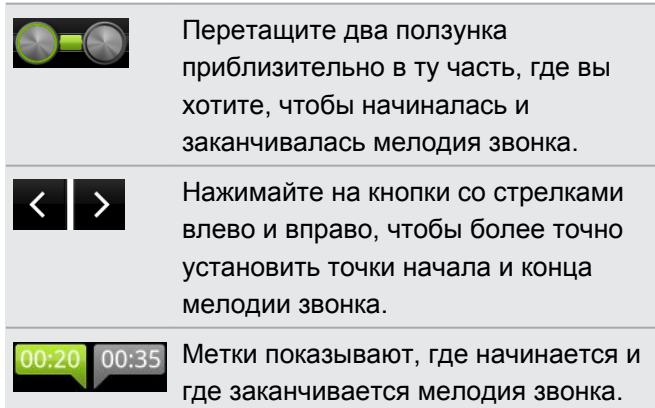 Перетащите два ползунка
приблизительно в ту часть, где вы
хотите, чтобы начиналась и
заканчивалась мелодия звонка.
Нажимайте на кнопки со стрелками
влево и вправо, чтобы более точно
установить точки начала и конца
мелодии звонка.
00:20 00:35 Метки показывают, где начинается и
где заканчивается мелодия звонка.